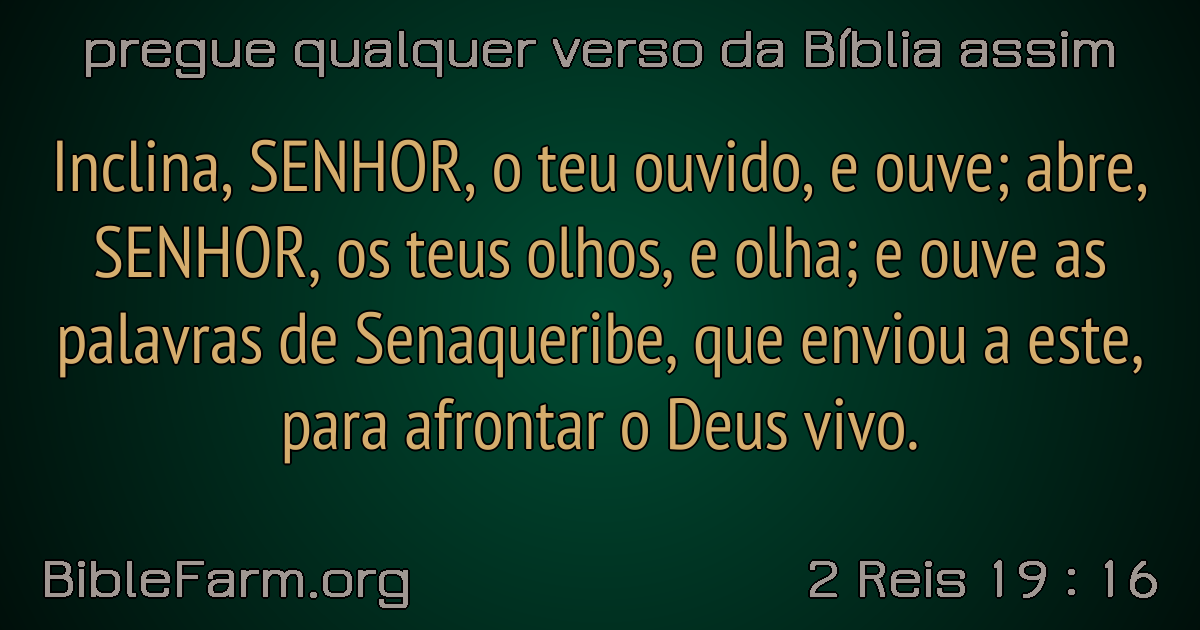 pregue qualquer verso da Bíblia assim
Inclina, SENHOR, o teu ouvido, e ouve; abre,
SENHOR, os teus olhos, e olha; e ouve as
palavras de Senaqueribe, que enviou a este,
para afrontar o Deus vivo.
BibleFarm.org
2 Reis 19 : 16